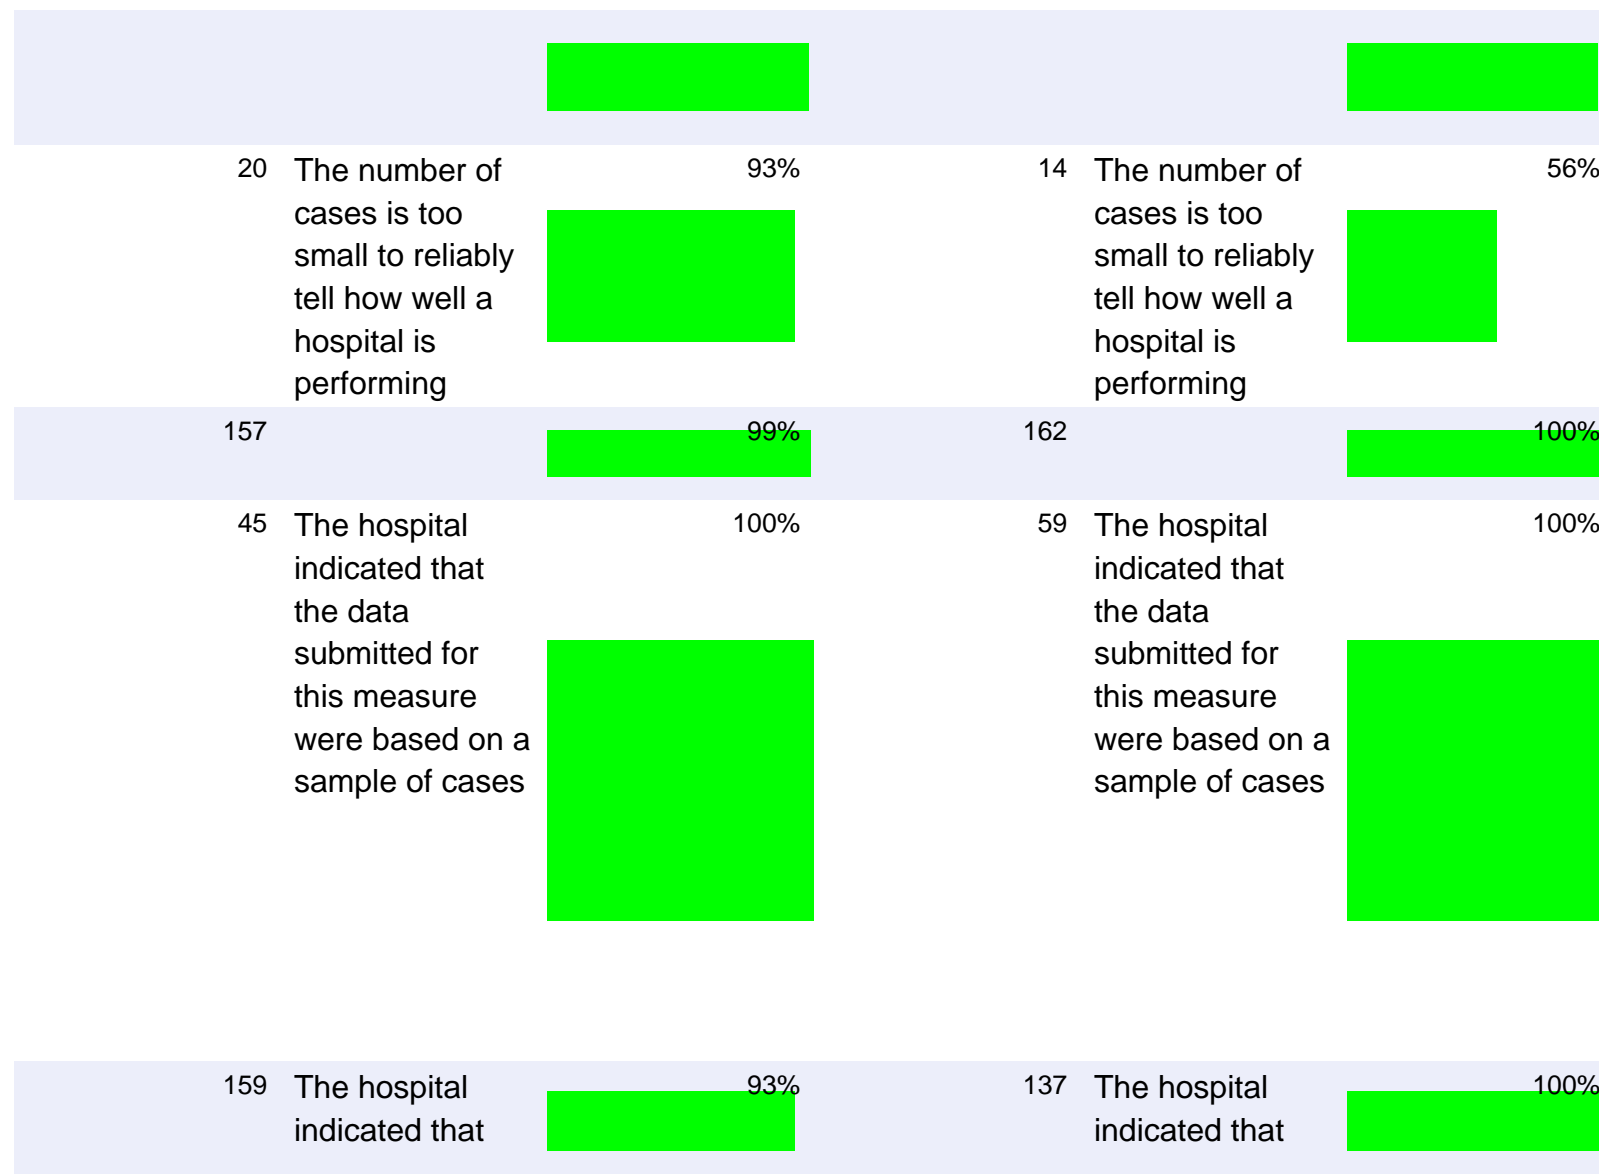 20 The number of 93% 14 The number of 56%
cases is too cases is too
small to reliably small to reliably
tell how well a tell how well a
hospital is hospital is
performing performing
157 99% 162 100%
45 The hospital 100% 59 The hospital 100%
indicated that indicated that
the data the data
submitted for submitted for
this measure this measure
were based on a were based on a
sample of cases sample of cases
159 The hospital 93% 137 The hospital 100%
indicated that indicated that